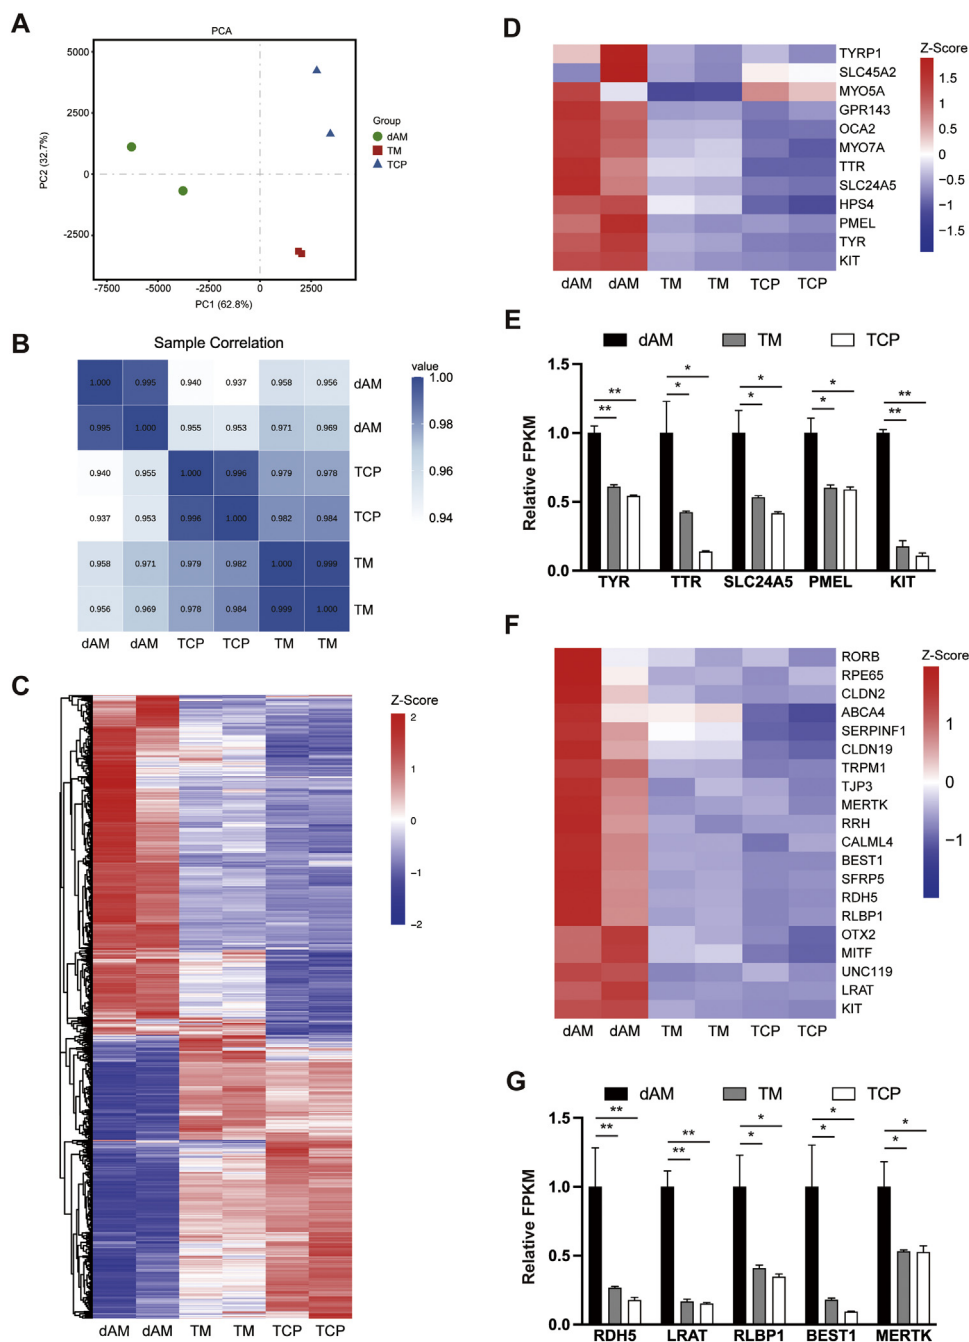 A
PCA
5000
2500
0
-2500
PC2 (32.7%)
-7500 -5000 -2500 0 2500
PC1 (62.8%)
Group
dAM
TM
TCP
B
Sample Correlation
1.000 0.995 0.940 0.937 0.958 0.956 dAM
0.995 1.000 0.955 0.953 0.971 0.969 dAM
0.940 0.955 1.000 0.996 0.979 0.978 TCP
0.937 0.953 0.996 1.000 0.982 0.984 TCP
0.958 0.971 0.979 0.982 1.000 0.999 TM
0.956 0.969 0.978 0.984 0.999 1.000 TM
dAM dAM TCP TCP TM TM
value
1.00
0.98
0.96
0.94
C
Z-Score
2
1
0
-1
-2
dAM dAM TM TM TCP TCP
D
TYRP1
SLC45A2
MYO5A
GPR143
OCA2
MYO7A
TTR
SLC24A5
HPS4
PMEL
TYR
KIT
dAM dAM TM TM TCP TCP
Z-Score
1.5
1
0.5
0
−0.5
−1
−1.5
E
dAM TM TCP
Relative FPKM
1.5
1.0
0.5
0.0
** ** * * * * * * ** **
TYR TTR SLC24A5 PMEL KIT
F
RORB
RPE65
CLDN2
ABCA4
SERPINF1
CLDN19
TRPM1
TJP3
MERTK
RRH
CALML4
BEST1
SFRP5
RDH5
RLBP1
OTX2
MITF
UNC119
LRAT
KIT
dAM dAM TM TM TCP TCP
Z-Score
1
0
−1
G
dAM TM TCP
Relative FPKM
1.5
1.0
0.5
0.0
** ** ** ** * * * * * *
RDH5 LRAT RLBP1 BEST1 MERTK